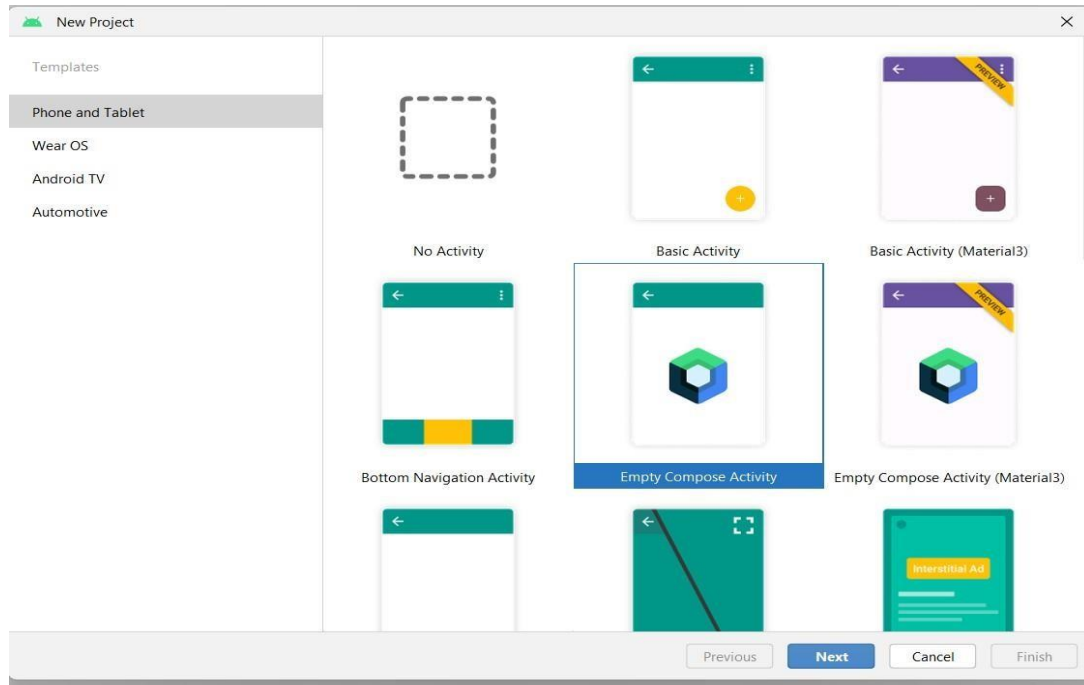 New Project
Templates
Phone and Tablet
Wear OS
Android TV
Automotive
PREVIEW
No Activity
Basic Activity
Basic Activity (Material3)
PREVIEW
Bottom Navigation Activity
Empty Compose Activity
Empty Compose Activity (Material3)
Interstitial Ad
Previous
Next
Cancel
Finish